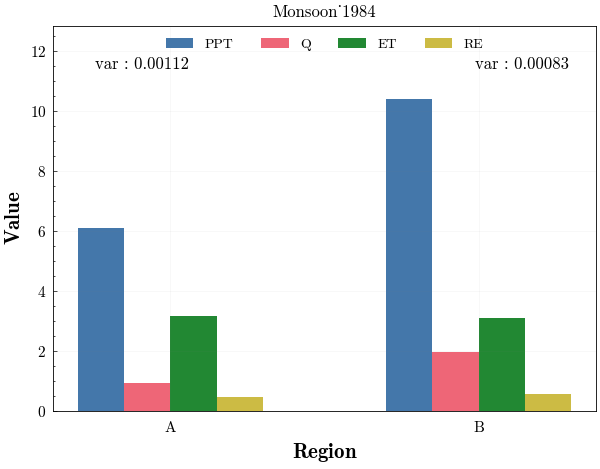 Monsoon˙1984
PPT Q ET RE
var : 0.00112
var : 0.00083
12
10
8
6
4
2
0
Value
A B
Region